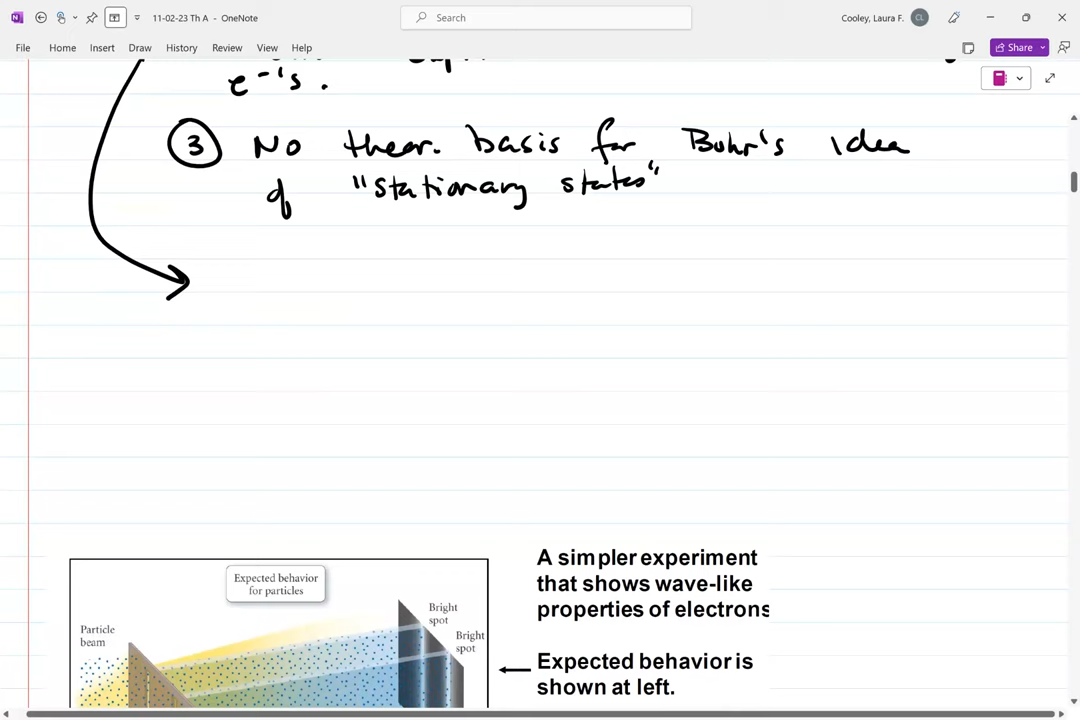 11-02-23 Th A - OneNote
Search
Cooley, Laura F.
CL
File Home Insert Draw History Review View Help
Share
e⁻'s.
③ No theor. basis for Bohr's idea
of "stationary states"
Expected behavior
for particles
Particle
beam
Bright
spot
Bright
spot
A simpler experiment
that shows wave-like
properties of electrons
Expected behavior is
shown at left.